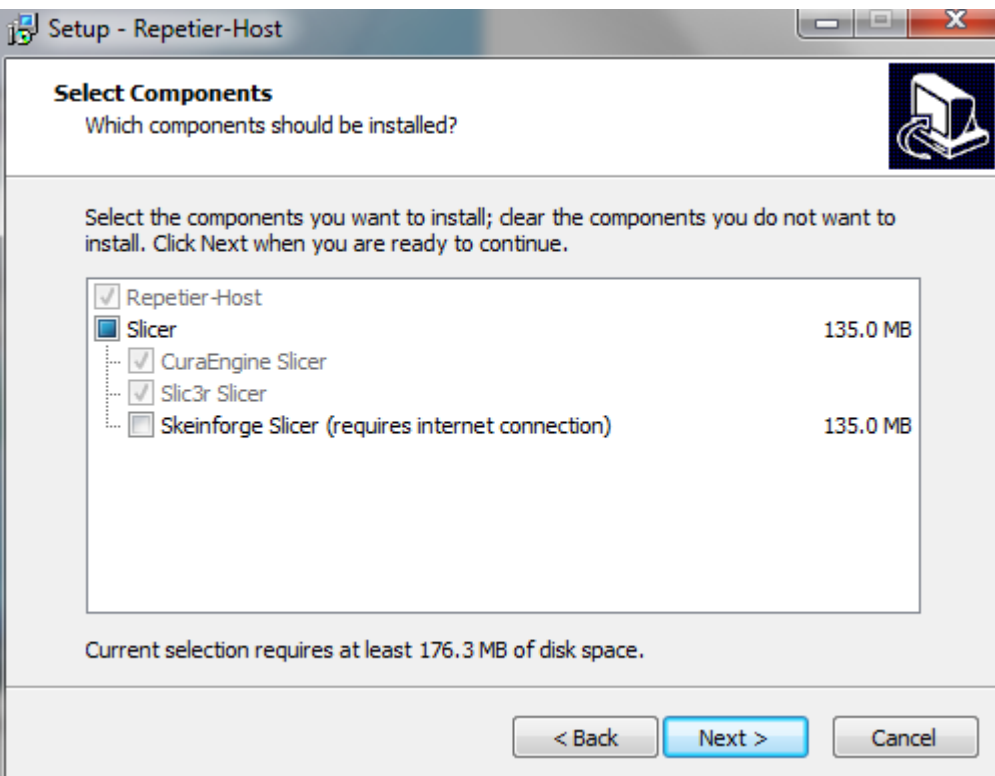 Setup - Repetier-Host
Select Components
Which components should be installed?
Select the components you want to install; clear the components you do not want to
install. Click Next when you are ready to continue.
Repetier-Host
Slicer 135.0 MB
CuraEngine Slicer
Slic3r Slicer
Skeinforge Slicer (requires internet connection) 135.0 MB
Current selection requires at least 176.3 MB of disk space.
< Back Next > Cancel